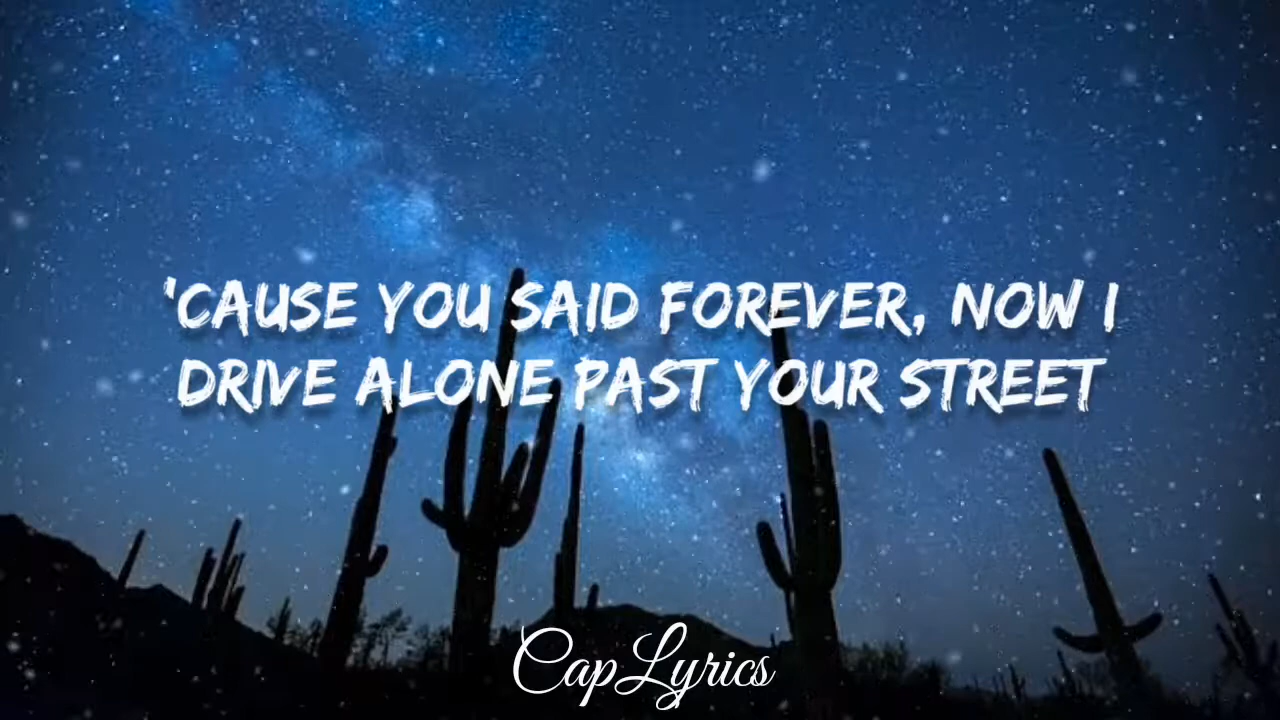 'CAUSE YOU SAID FOREVER, NOW I
DRIVE ALONE PAST YOUR STREET
CapLyrics